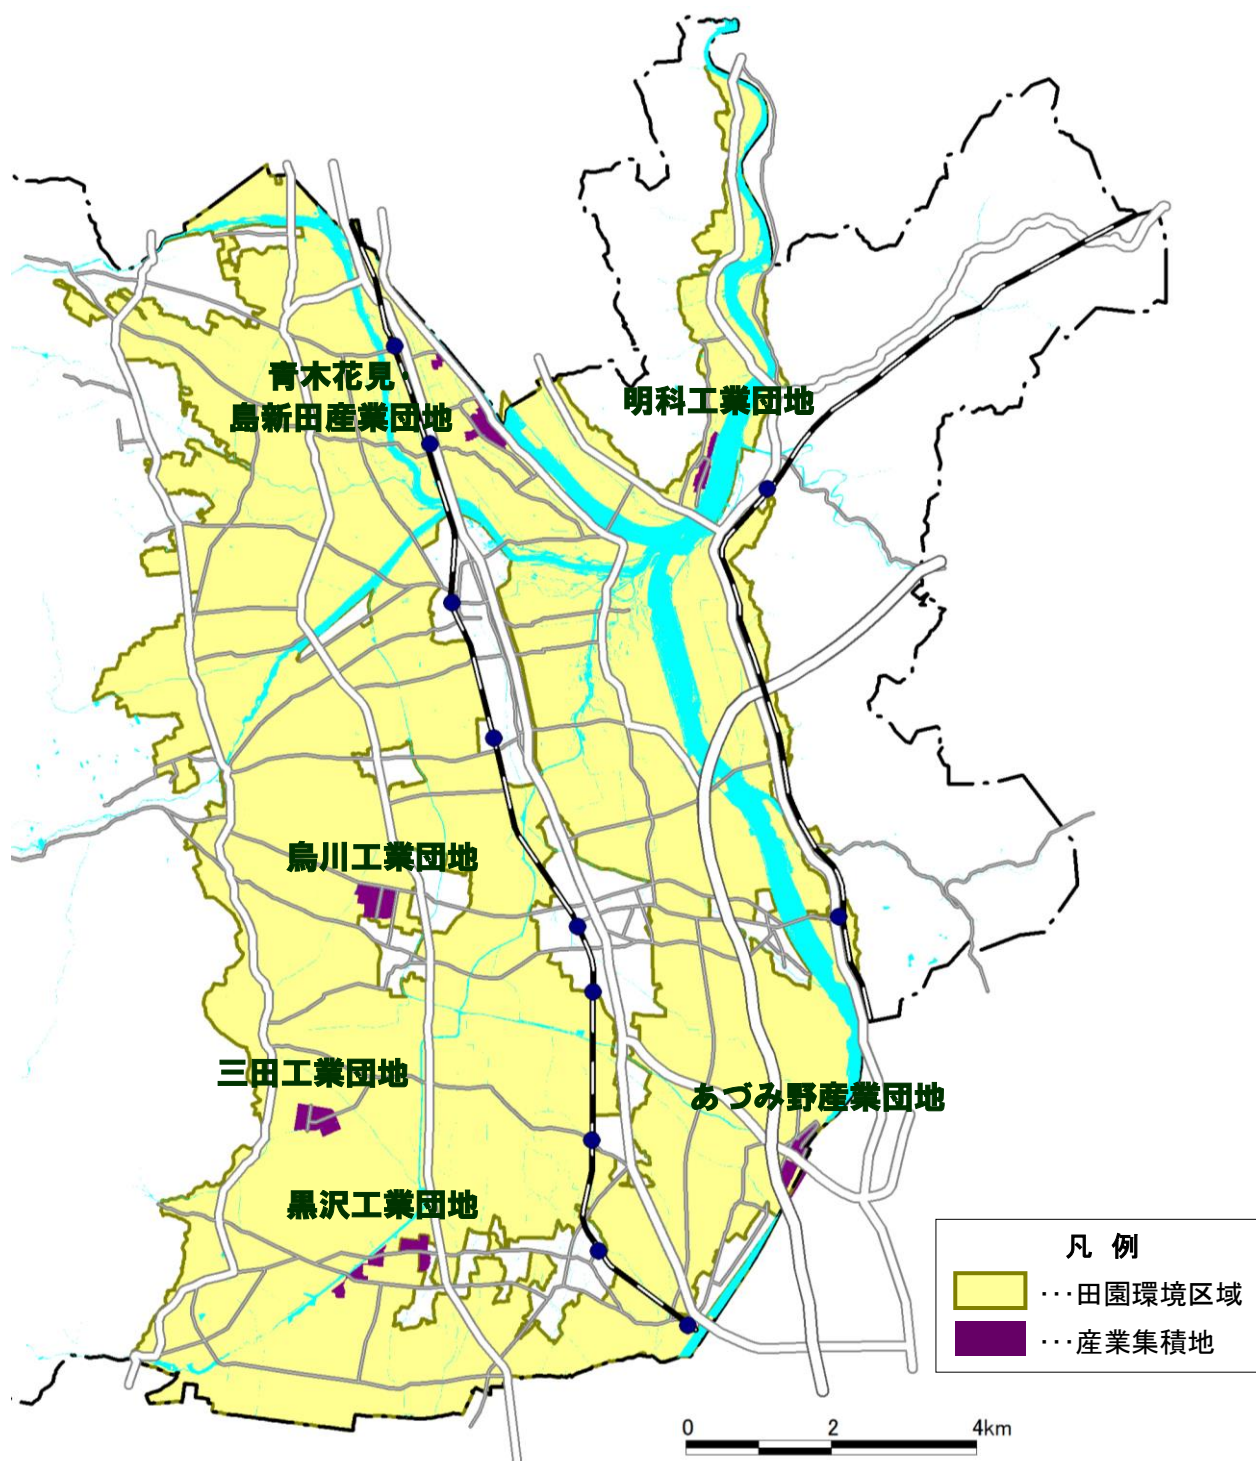 青木花見
島新田産業団地
明科工業団地
烏川工業団地
三田工業団地
あづみ野産業団地
黒沢工業団地
凡 例
…田園環境区域
…産業集積地
0 2 4km